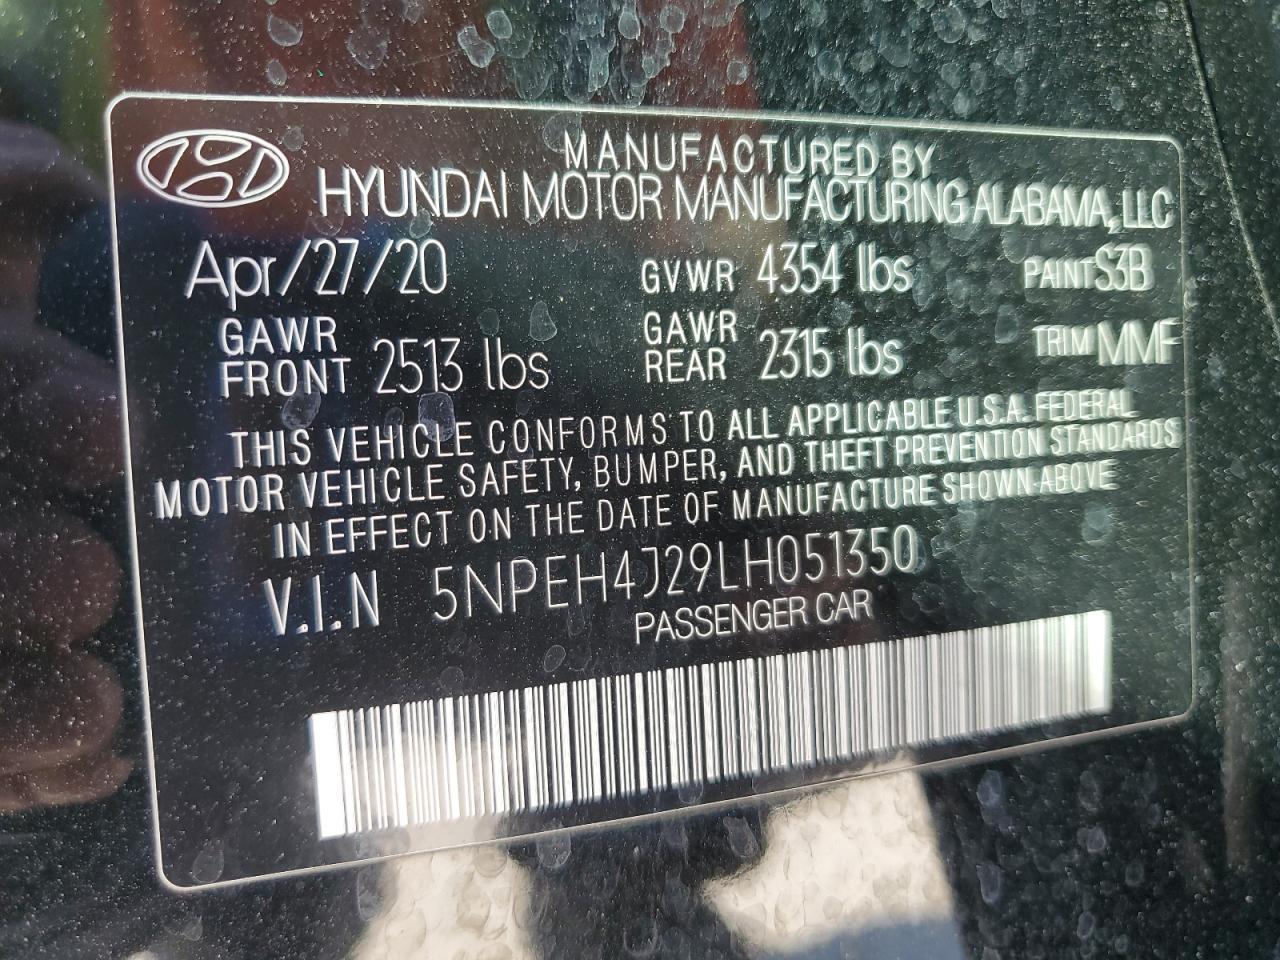 MANUFACTURED BY
HYUNDAI MOTOR MANUFACTURING ALABAMA, LLC
Apr/27/20 GVWR 4354 lbs PAINT S3B
GAWR FRONT 2513 lbs GAWR REAR 2315 lbs TRIM MMF
THIS VEHICLE CONFORMS TO ALL APPLICABLE U.S.A. FEDERAL
MOTOR VEHICLE SAFETY, BUMPER, AND THEFT PREVENTION STANDARDS
IN EFFECT ON THE DATE OF MANUFACTURE SHOWN ABOVE
V.I.N 5NPEH4J29LH051350
PASSENGER CAR